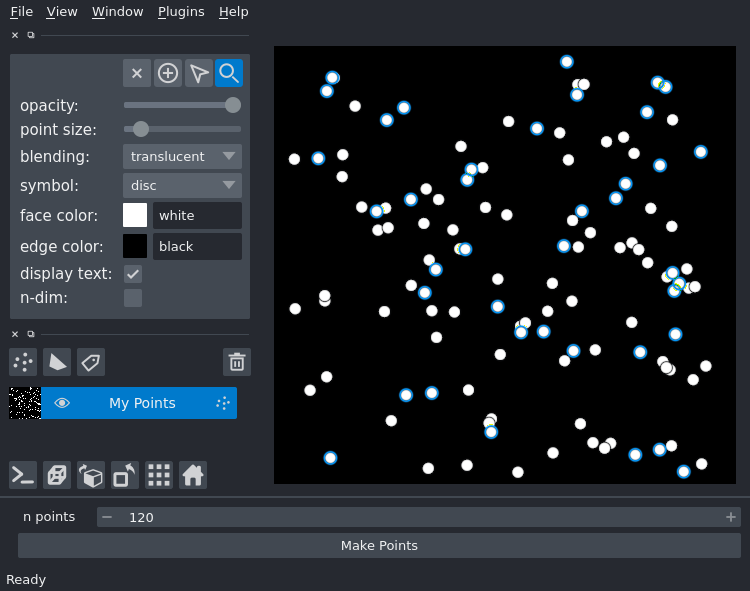 File View Window Plugins Help
opacity:
point size:
blending: translucent
symbol: disc
face color: white
edge color: black
display text:
n-dim:
My Points
n points 120
Make Points
Ready